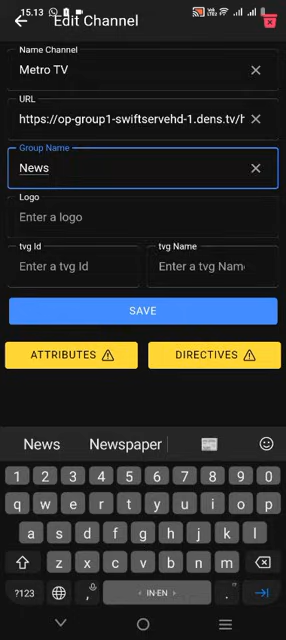 15.13
Edit Channel
Name Channel
Metro TV
URL
https://op-group1-swiftservehd-1.dens.tv/h
Group Name
News
Logo
Enter a logo
tvg Id
tvg Name
Enter a tvg Id
Enter a tvg Name
SAVE
ATTRIBUTES
DIRECTIVES
News
Newspaper
1 2 3 4 5 6 7 8 9 0
q w e r t y u i o p
a s d f g h j k l
z x c v b n m
?123 , IN·EN .